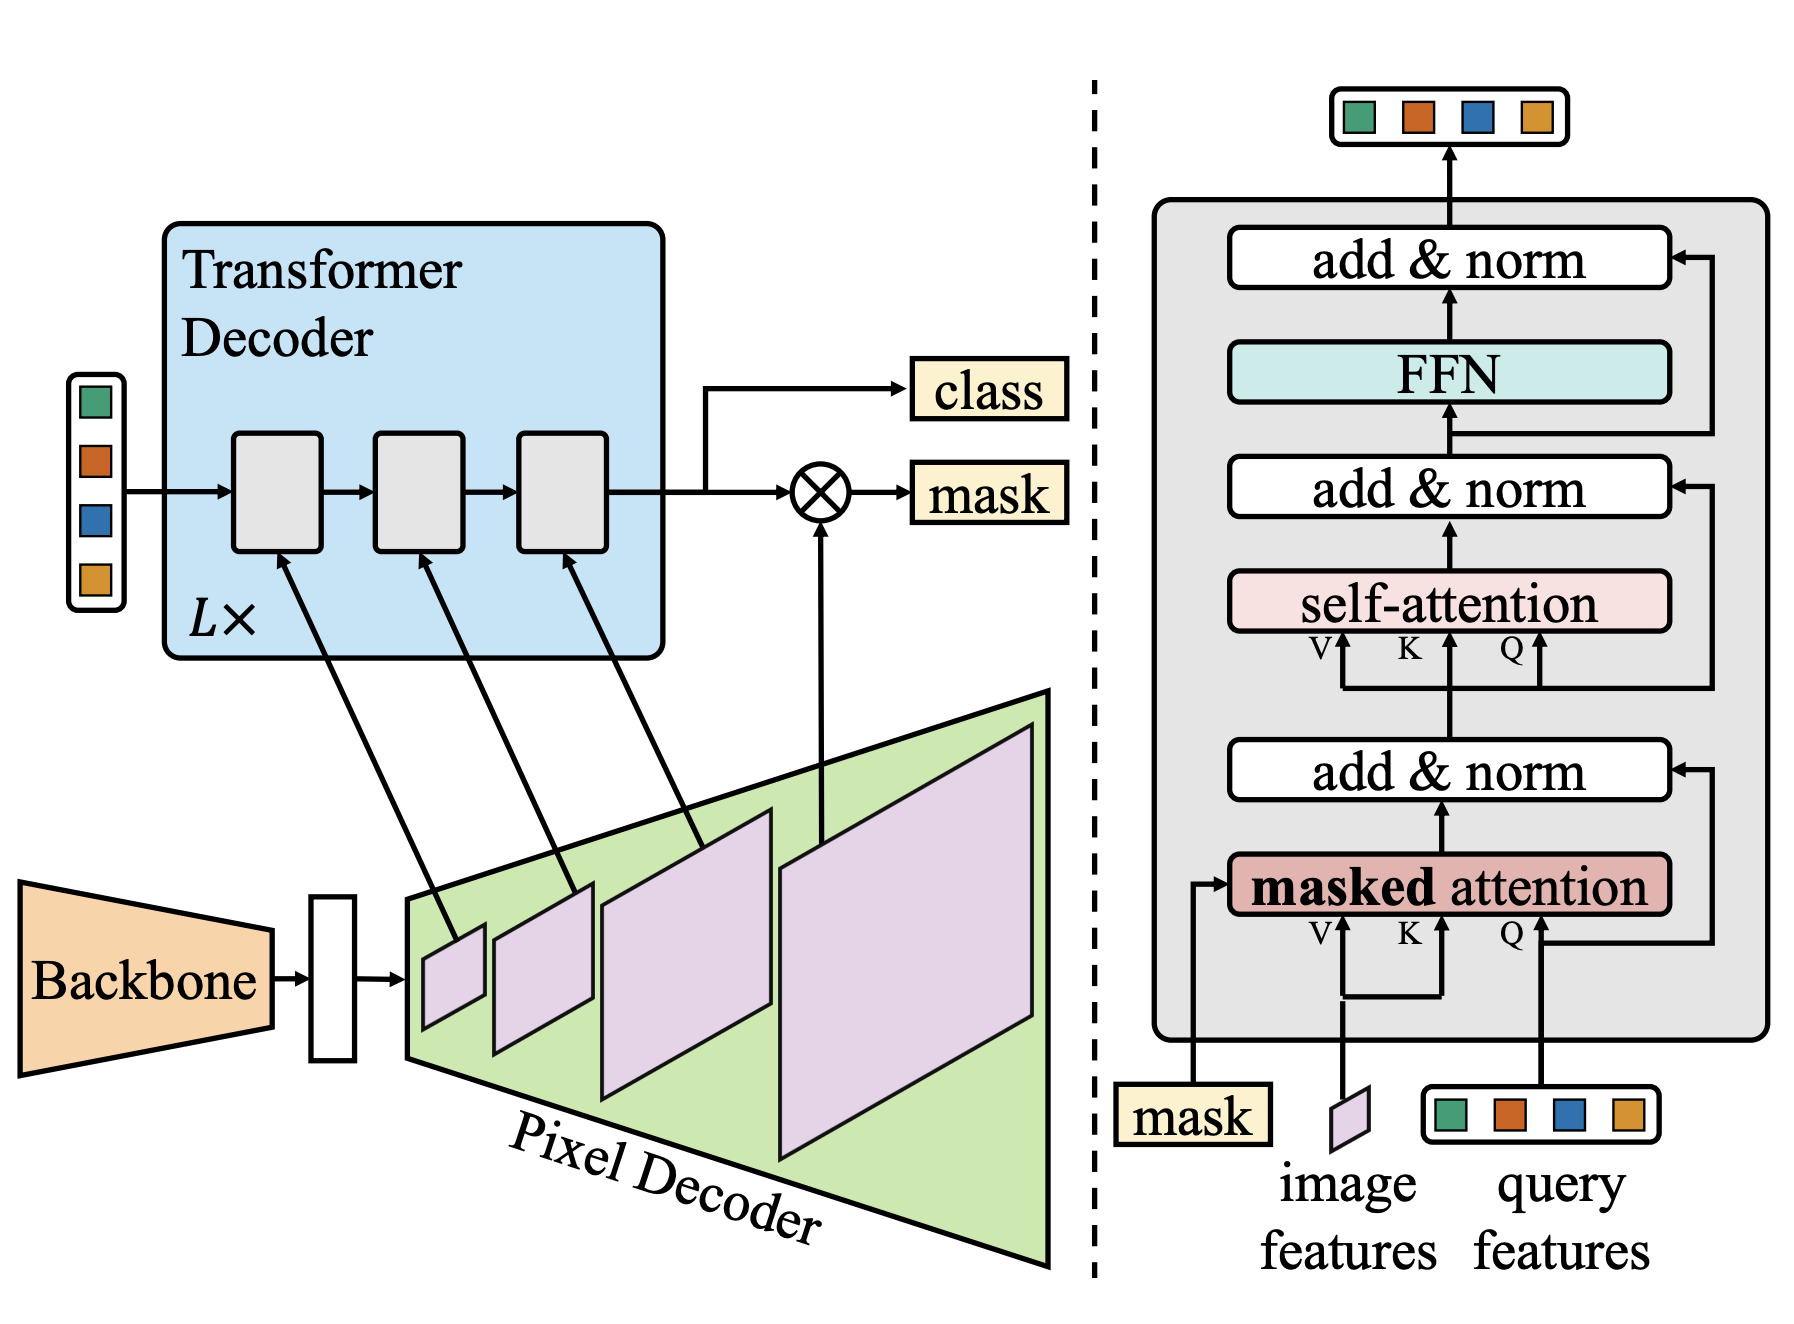 Transformer
Decoder
L×
class
mask
Backbone
Pixel Decoder
add & norm
FFN
add & norm
self-attention
V K Q
add & norm
masked attention
V K Q
mask
image
features
query
features